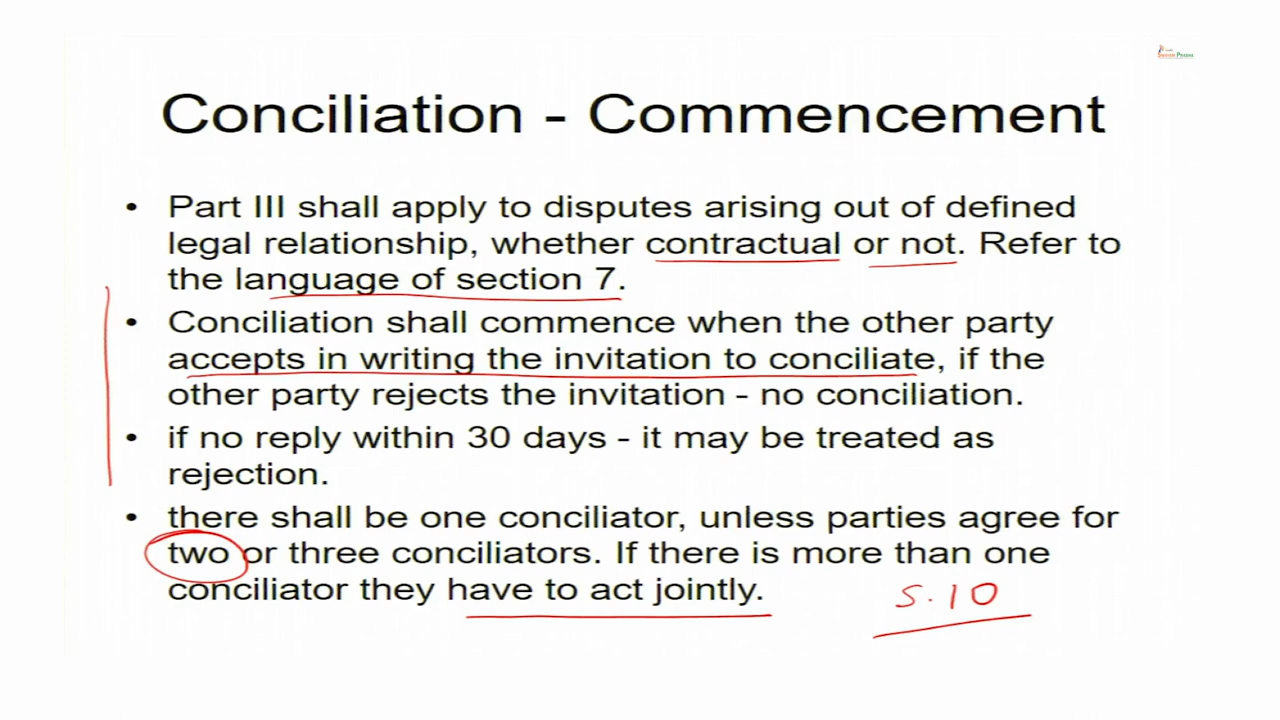 Conciliation - Commencement
• Part III shall apply to disputes arising out of defined
legal relationship, whether contractual or not. Refer to
the language of section 7.
• Conciliation shall commence when the other party
accepts in writing the invitation to conciliate, if the
other party rejects the invitation - no conciliation.
• if no reply within 30 days - it may be treated as
rejection.
• there shall be one conciliator, unless parties agree for
two or three conciliators. If there is more than one
conciliator they have to act jointly.
S.10